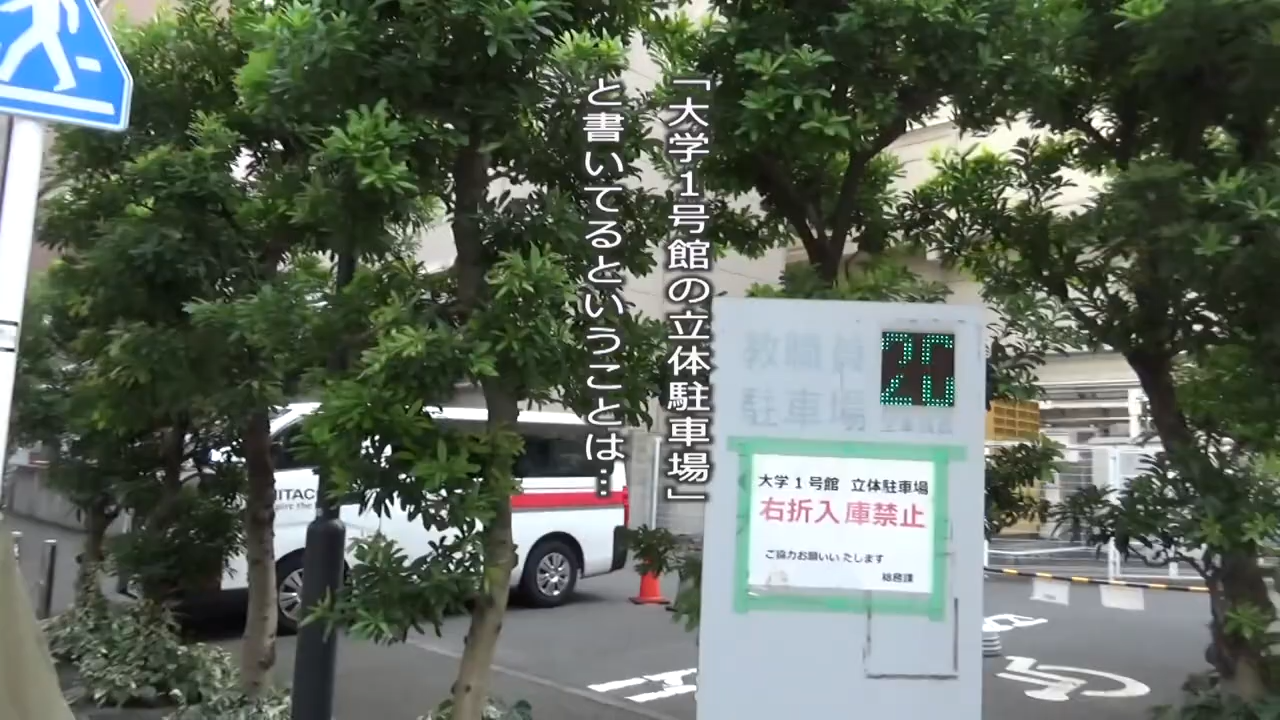 「大学1号館の立体駐車場」
と書いてるということは…
教職員
駐車場
20
大学1号館 立体駐車場
右折入庫禁止
ご協力お願いいたします
総務課
HITAC